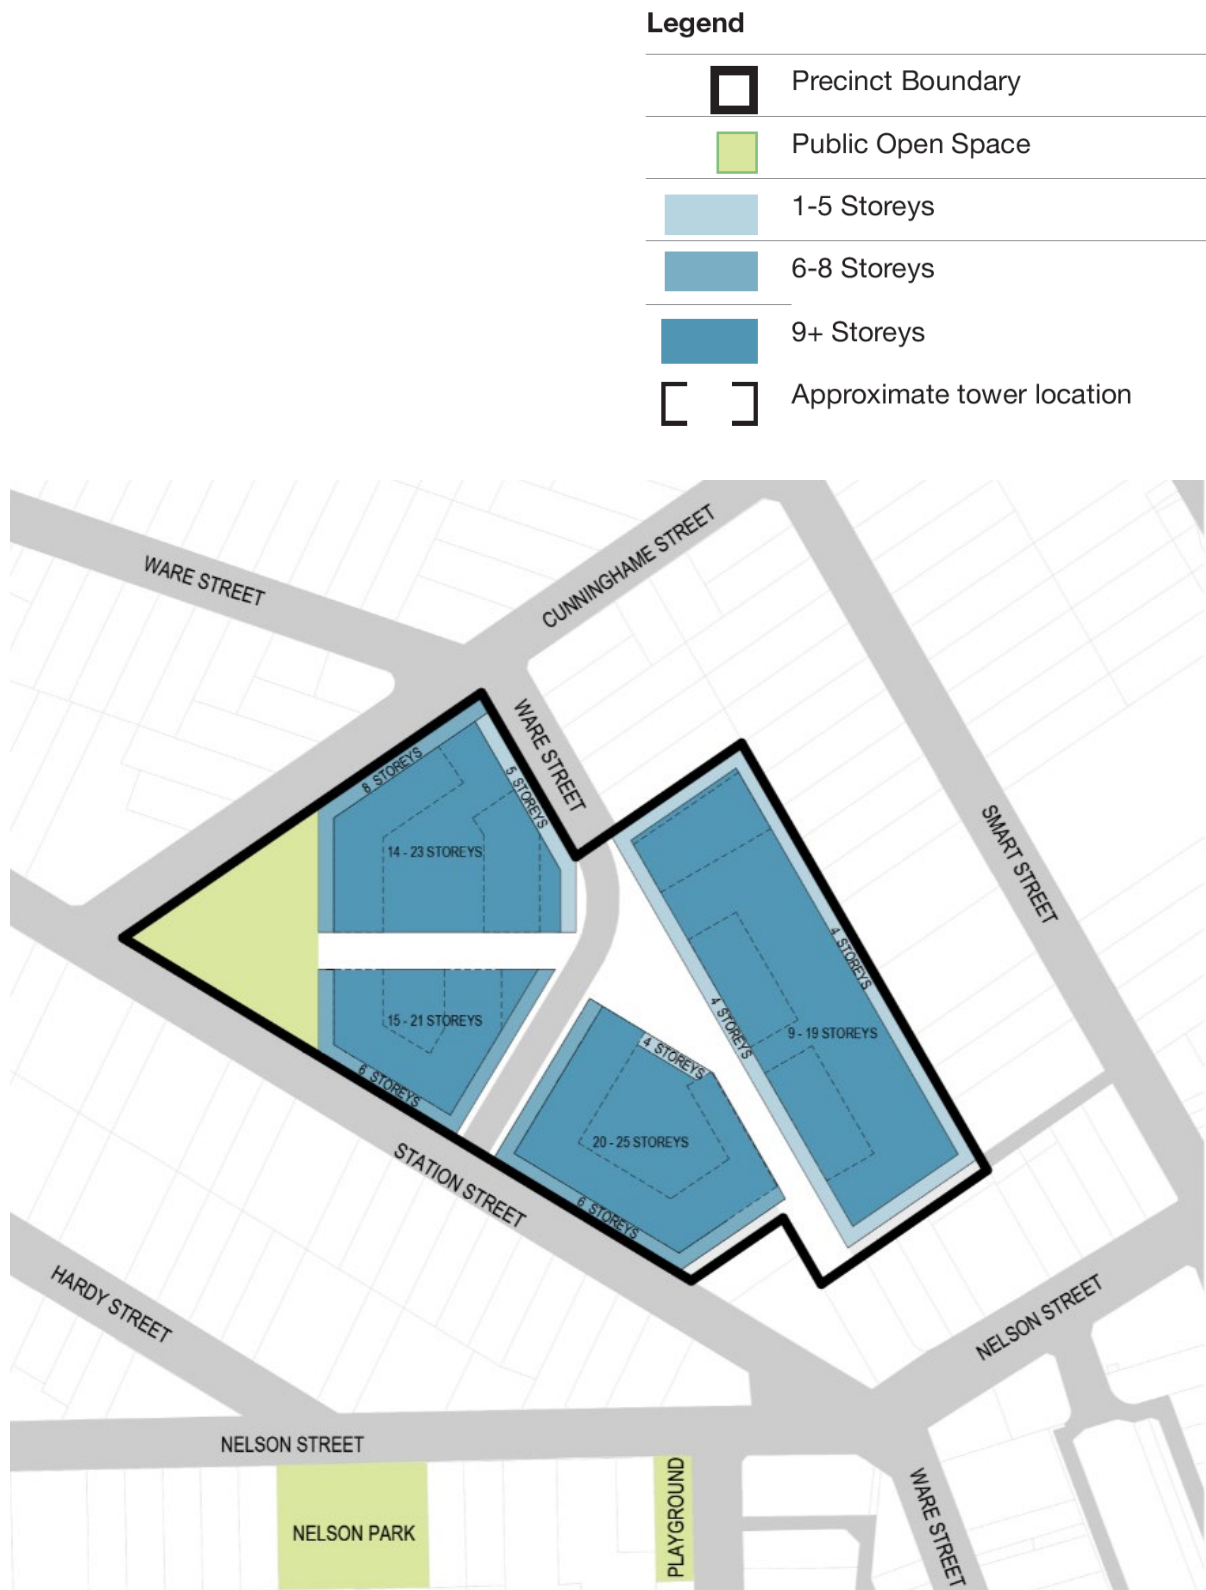 Legend
Precinct Boundary
Public Open Space
1-5 Storeys
6-8 Storeys
9+ Storeys
Approximate tower location
WARE STREET
CUNNINGHAME STREET
WARE STREET
8 STOREYS
5 STOREYS
14 - 23 STOREYS
SMART STREET
4 STOREYS
4 STOREYS
9 - 19 STOREYS
15 - 21 STOREYS
4 STOREYS
6 STOREYS
20 - 25 STOREYS
STATION STREET
6 STOREYS
HARDY STREET
NELSON STREET
NELSON STREET
NELSON PARK
PLAYGROUND
WARE STREET